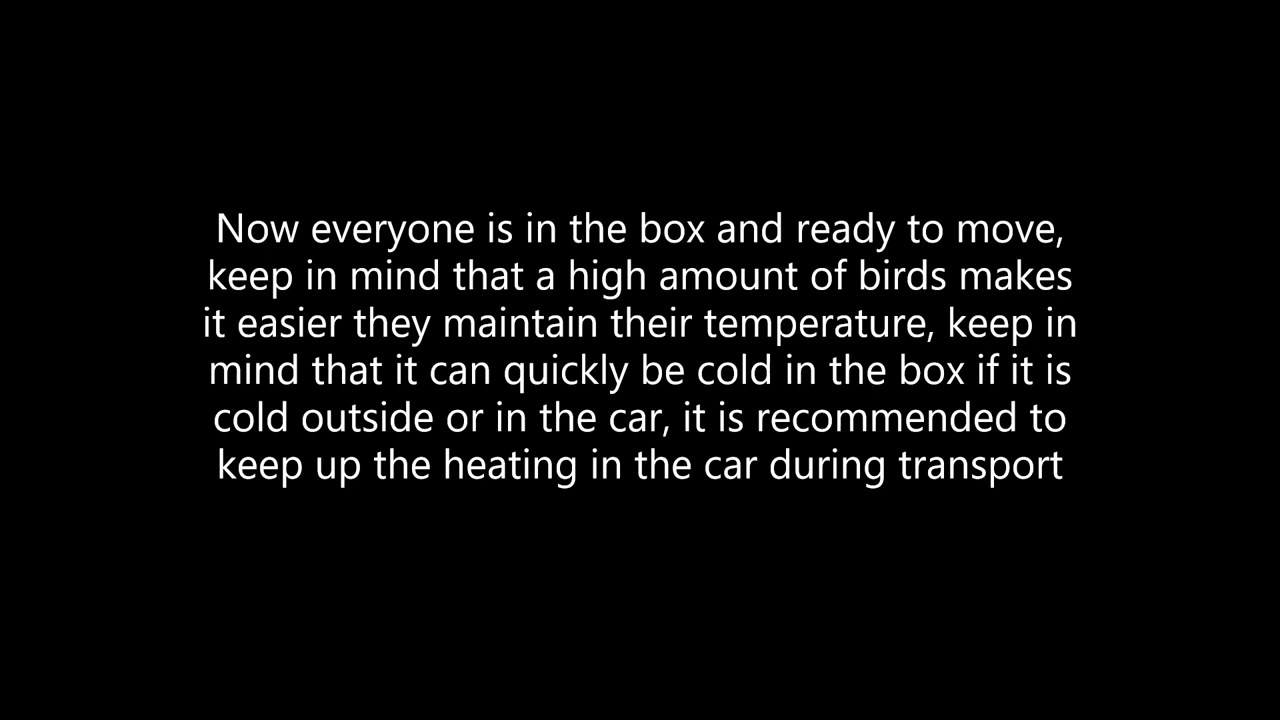 Now everyone is in the box and ready to move,
keep in mind that a high amount of birds makes
it easier they maintain their temperature, keep in
mind that it can quickly be cold in the box if it is
cold outside or in the car, it is recommended to
keep up the heating in the car during transport